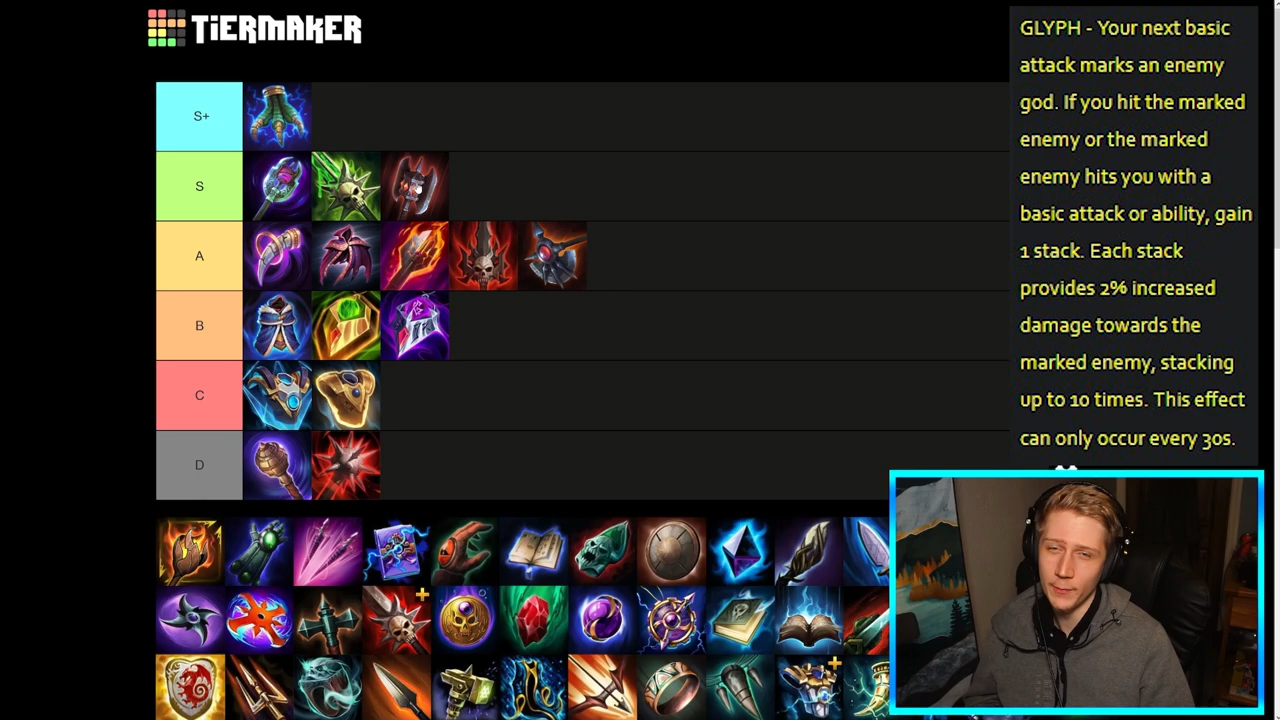 TiERMAKER
S+
S
A
B
C
D
GLYPH - Your next basic
attack marks an enemy
god. If you hit the marked
enemy or the marked
enemy hits you with a
basic attack or ability, gain
1 stack. Each stack
provides 2% increased
damage towards the
marked enemy, stacking
up to 10 times. This effect
can only occur every 30s.